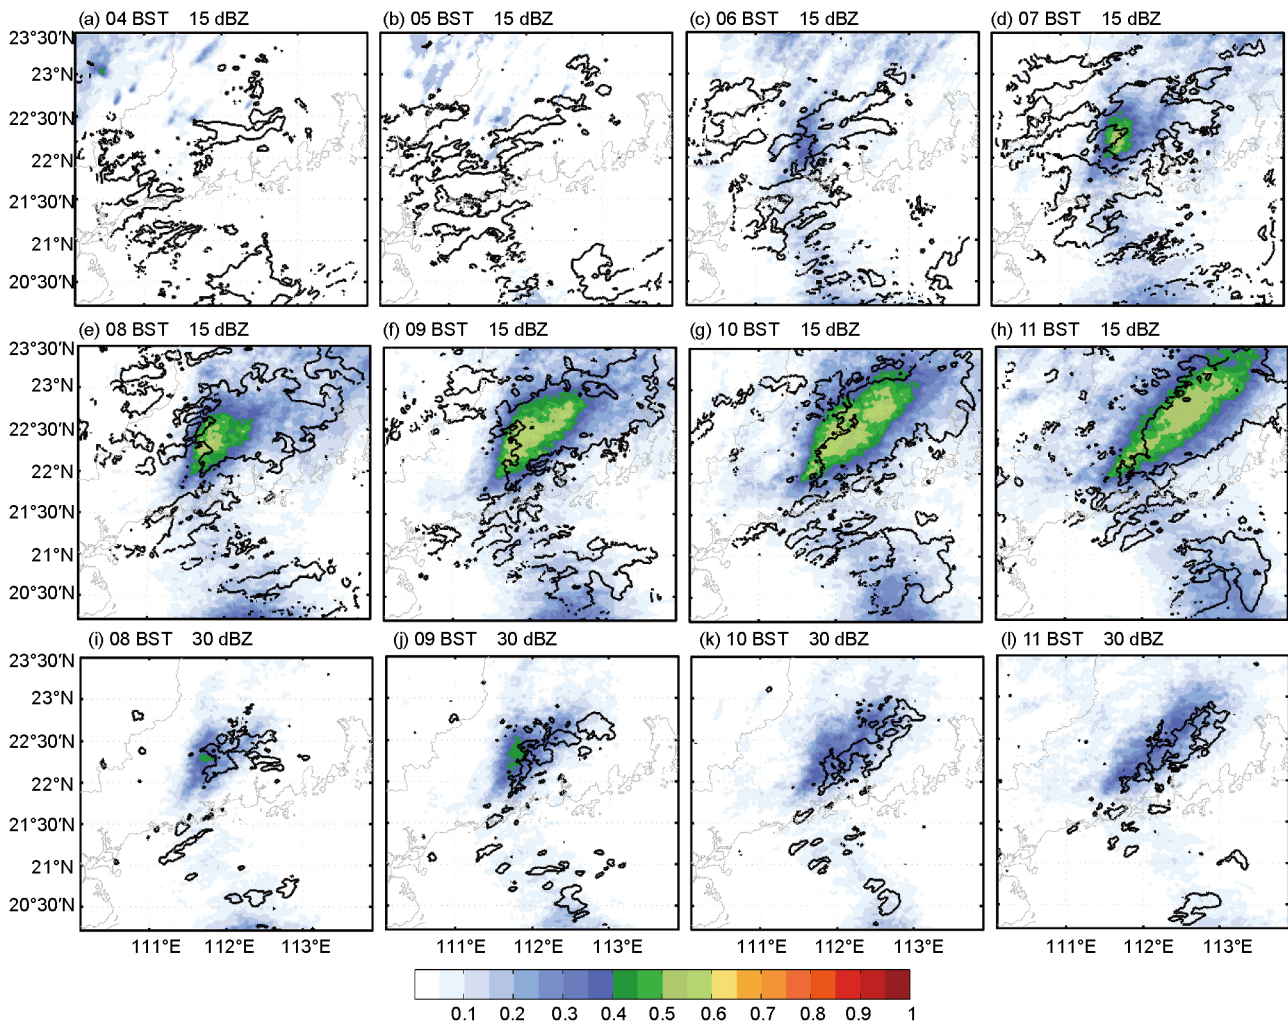 (a) 04 BST 15 dBZ (b) 05 BST 15 dBZ (c) 06 BST 15 dBZ (d) 07 BST 15 dBZ
23°30′N
23°N
22°30′N
22°N
21°30′N
21°N
20°30′N
(e) 08 BST 15 dBZ (f) 09 BST 15 dBZ (g) 10 BST 15 dBZ (h) 11 BST 15 dBZ
23°30′N
23°N
22°30′N
22°N
21°30′N
21°N
20°30′N
(i) 08 BST 30 dBZ (j) 09 BST 30 dBZ (k) 10 BST 30 dBZ (l) 11 BST 30 dBZ
23°30′N
23°N
22°30′N
22°N
21°30′N
21°N
20°30′N
111°E 112°E 113°E 111°E 112°E 113°E 111°E 112°E 113°E 111°E 112°E 113°E
0.1 0.2 0.3 0.4 0.5 0.6 0.7 0.8 0.9 1